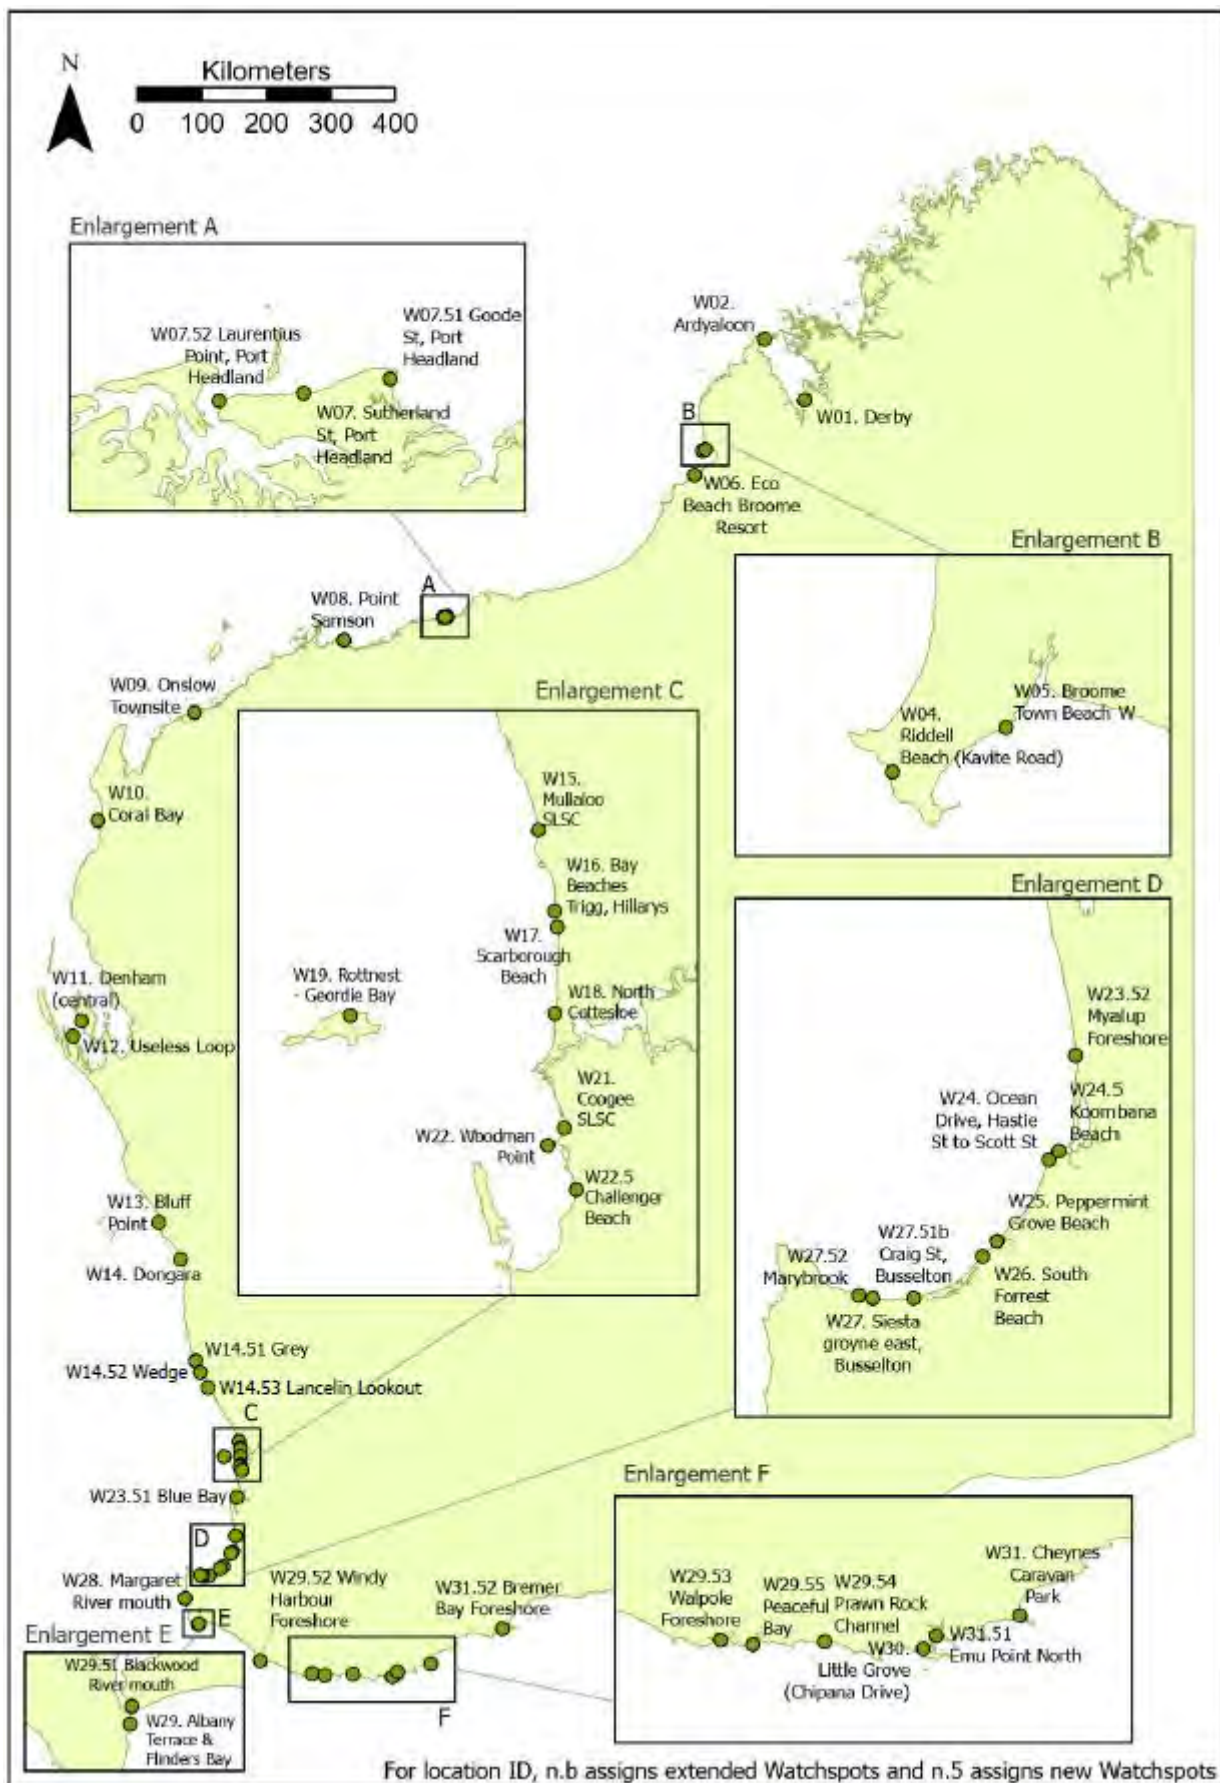 N
Kilometers
0 100 200 300 400
Enlargement A
W07.52 Laurentius
Point, Port
Headland
W07.51 Goode
St, Port
Headland
W07. Sutherland
St, Port
Headland
W02.
Ardyaloon
W01. Derby
B
W06. Eco
Beach Broome
Resort
Enlargement B
W04.
Riddell
Beach (Kavite Road)
W05. Broome
Town Beach W
A
W08. Point
Samson
W09. Onslow
Townsite
W10.
Coral Bay
W11. Denham
(central)
W12. Useless Loop
W13. Bluff
Point
W14. Dongara
Enlargement C
W15.
Mullaloo
SLSC
W16. Bay
Beaches
Trigg, Hillarys
W17.
Scarborough
Beach
W19. Rottnest
- Geordie Bay
W18. North
Cottesloe
W21.
Coogee
SLSC
W22. Woodman
Point
W22.5
Challenger
Beach
Enlargement D
W23.52
Myalup
Foreshore
W24. Ocean
Drive, Hastie
St to Scott St
W24.5
Koombana
Beach
W25. Peppermint
Grove Beach
W27.51b
Craig St,
Busselton
W27.52
Marybrook
W26. South
Forrest
Beach
W27. Siesta
groyne east,
Busselton
W14.51 Grey
W14.52 Wedge
W14.53 Lancelin Lookout
C
W23.51 Blue Bay
D
W28. Margaret
River mouth
E
W29.52 Windy
Harbour
Foreshore
W31.52 Bremer
Bay Foreshore
F
Enlargement E
W29.51 Blackwood
River mouth
W29. Albany
Terrace &
Flinders Bay
Enlargement F
W29.53
Walpole
Foreshore
W29.55
Peaceful
Bay
W29.54
Prawn Rock
Channel
W31. Cheynes
Caravan
Park
W30.
Little Grove
(Chipana Drive)
W31.51
Emu Point North
For location ID, n.b assigns extended Watchspots and n.5 assigns new Watchspots